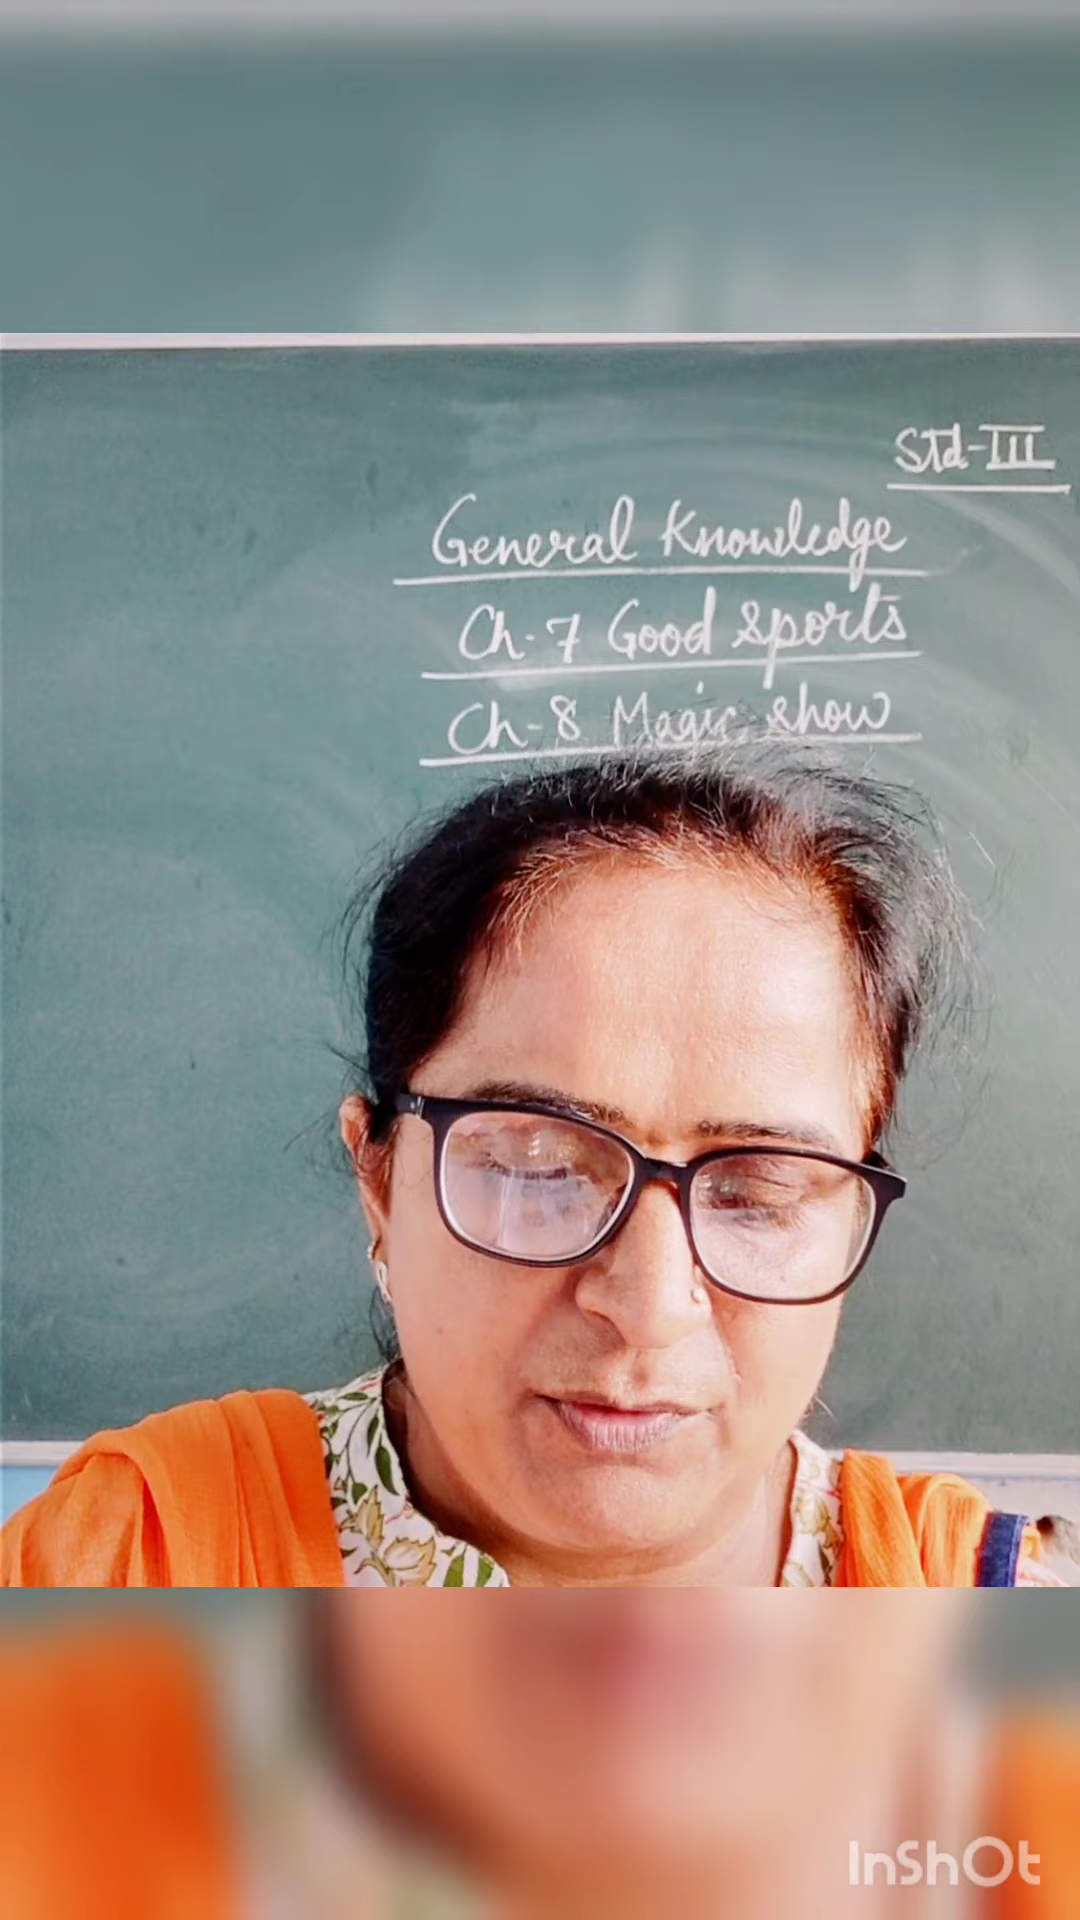 Std-III
General Knowledge
Ch-7 Good sports
Ch-8 Magic show
InShOt